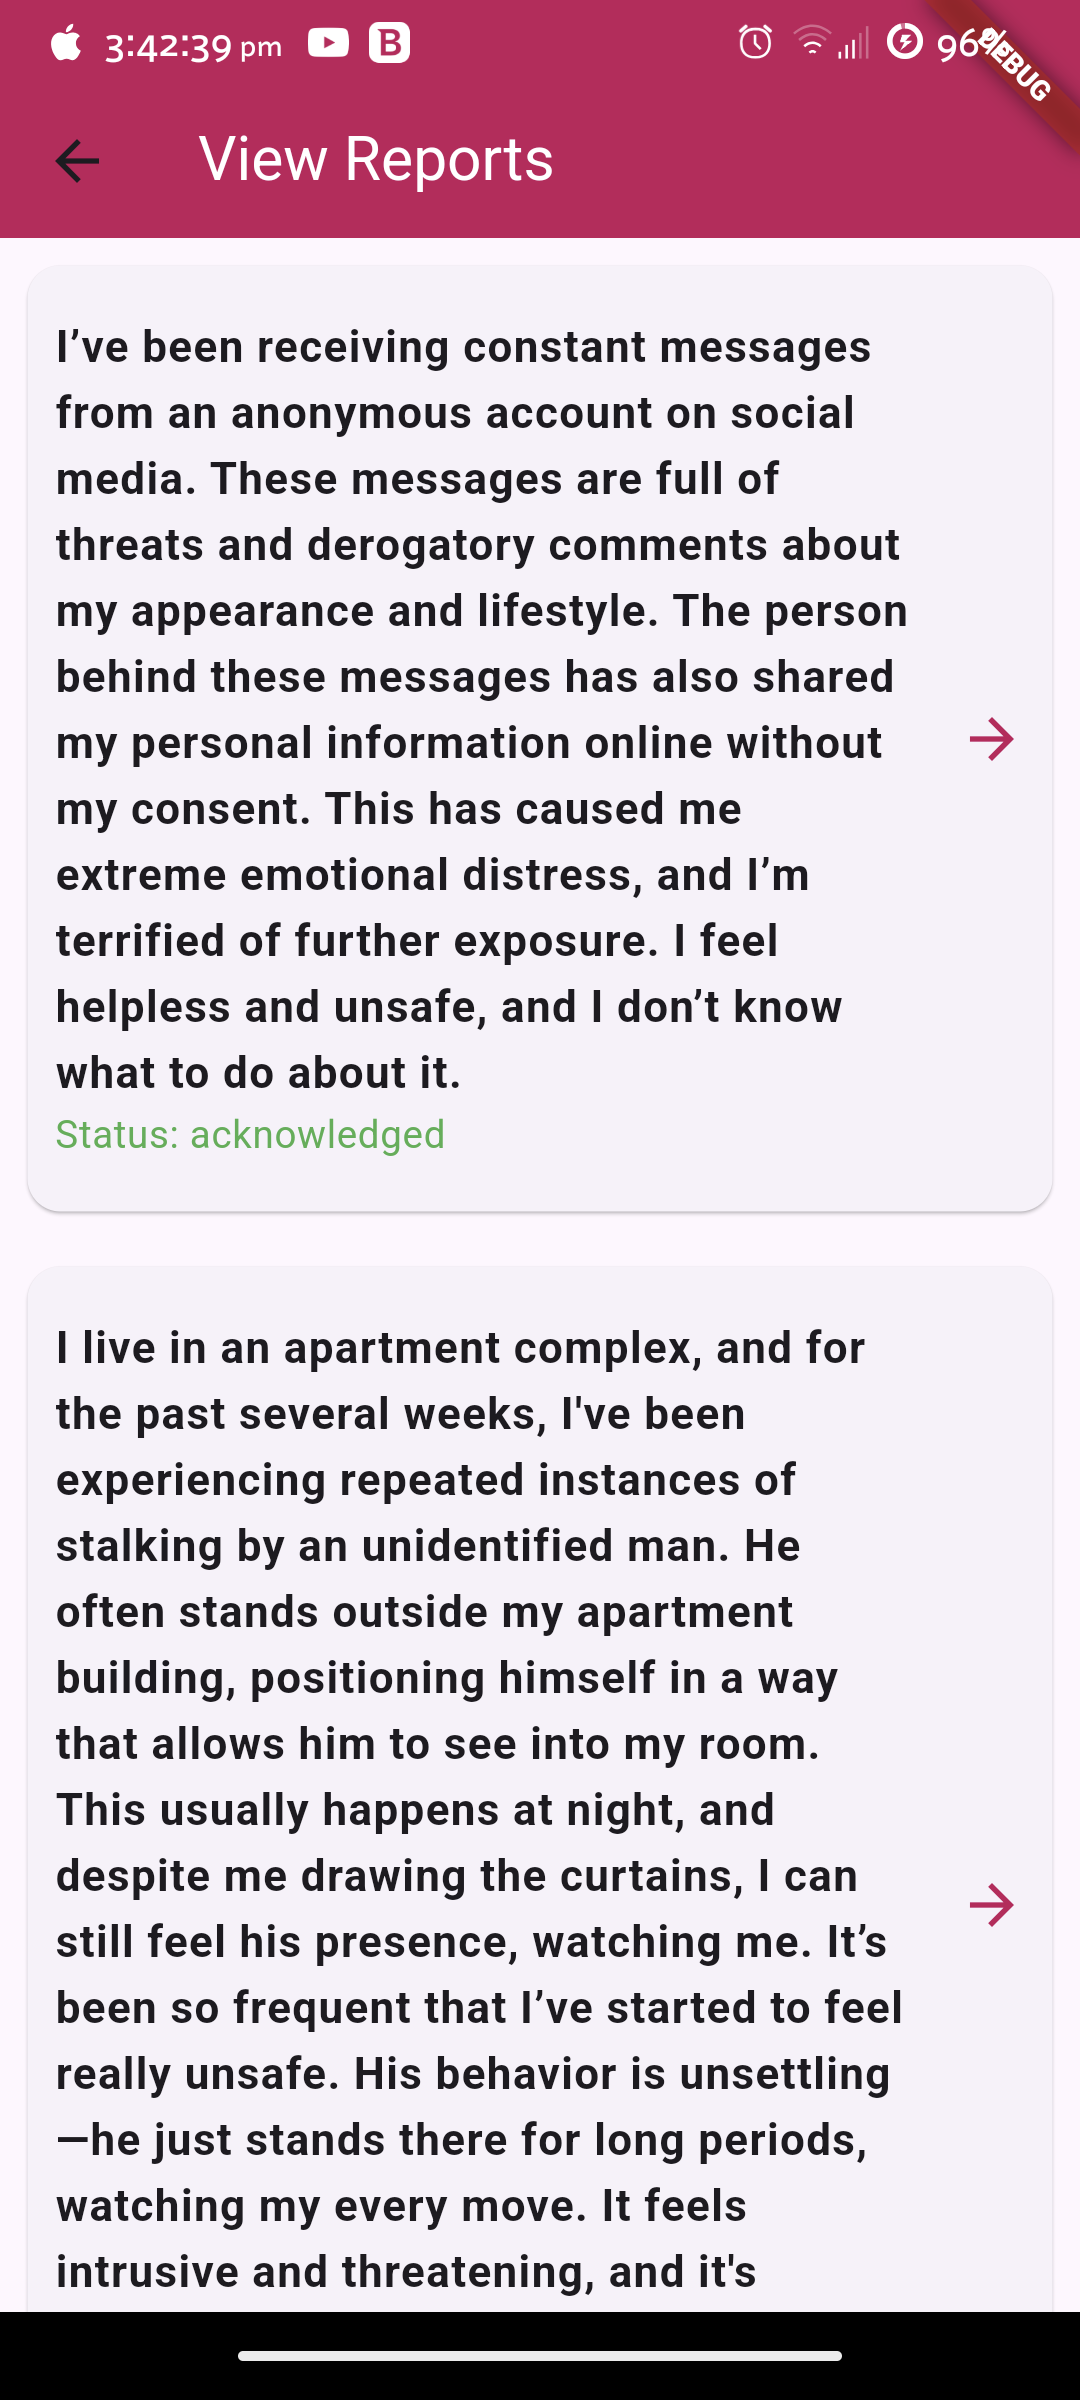 3:42:39 pm
DEBUG
View Reports
I’ve been receiving constant messages
from an anonymous account on social
media. These messages are full of
threats and derogatory comments about
my appearance and lifestyle. The person
behind these messages has also shared
my personal information online without
my consent. This has caused me
extreme emotional distress, and I’m
terrified of further exposure. I feel
helpless and unsafe, and I don’t know
what to do about it.
Status: acknowledged
I live in an apartment complex, and for
the past several weeks, I've been
experiencing repeated instances of
stalking by an unidentified man. He
often stands outside my apartment
building, positioning himself in a way
that allows him to see into my room.
This usually happens at night, and
despite me drawing the curtains, I can
still feel his presence, watching me. It’s
been so frequent that I’ve started to feel
really unsafe. His behavior is unsettling
—he just stands there for long periods,
watching my every move. It feels
intrusive and threatening, and it's